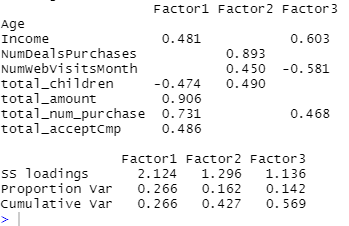 Factor1 Factor2 Factor3
Age
Income               0.481           0.603
NumDealsPurchases            0.893
NumWebVisitsMonth            0.450  -0.581
total_children      -0.474   0.490
total_amount         0.906
total_num_purchase   0.731           0.468
total_acceptCmp      0.486

               Factor1 Factor2 Factor3
SS loadings      2.124   1.296   1.136
Proportion Var   0.266   0.162   0.142
Cumulative Var   0.266   0.427   0.569
>